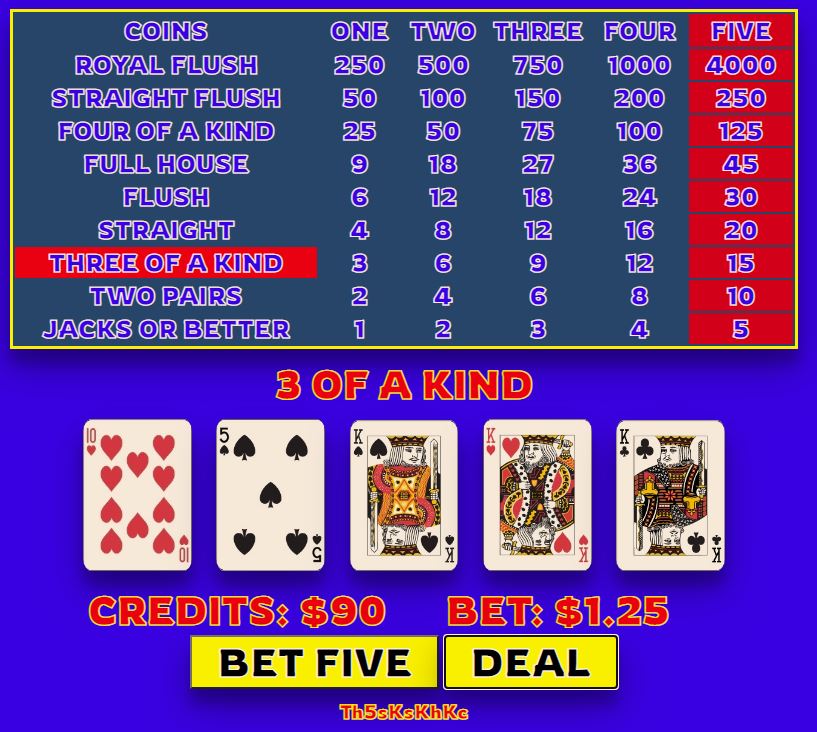 COINS ONE TWO THREE FOUR FIVE
ROYAL FLUSH 250 500 750 1000 4000
STRAIGHT FLUSH 50 100 150 200 250
FOUR OF A KIND 25 50 75 100 125
FULL HOUSE 9 18 27 36 45
FLUSH 6 12 18 24 30
STRAIGHT 4 8 12 16 20
THREE OF A KIND 3 6 9 12 15
TWO PAIRS 2 4 6 8 10
JACKS OR BETTER 1 2 3 4 5
3 OF A KIND
10 5 K K K
10 5 K K K
CREDITS: $90 BET: $1.25
BET FIVE DEAL
Th5sKsKhKc